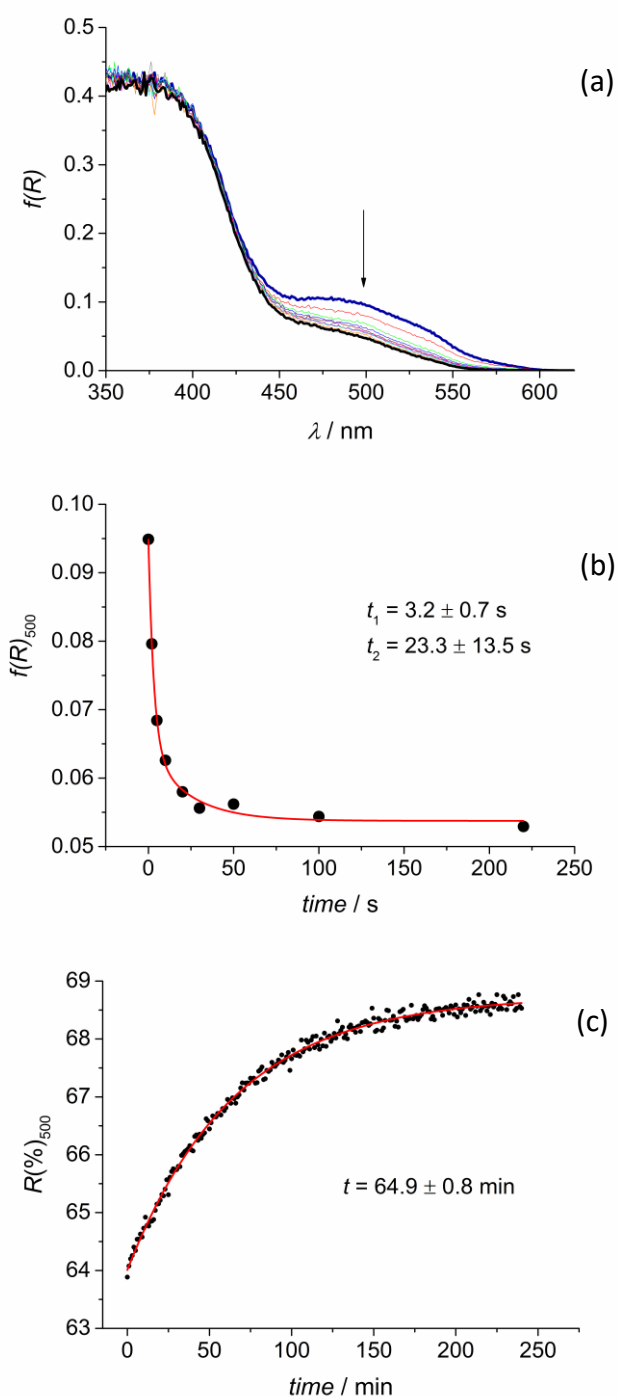 (a)
f(R)
0.5
0.4
0.3
0.2
0.1
0.0
350 400 450 500 550 600
λ / nm
(b)
f(R)500
0.10
0.09
0.08
0.07
0.06
0.05
t1 = 3.2 ± 0.7 s
t2 = 23.3 ± 13.5 s
0 50 100 150 200 250
time / s
(c)
R(%)500
69
68
67
66
65
64
63
t = 64.9 ± 0.8 min
0 50 100 150 200 250
time / min